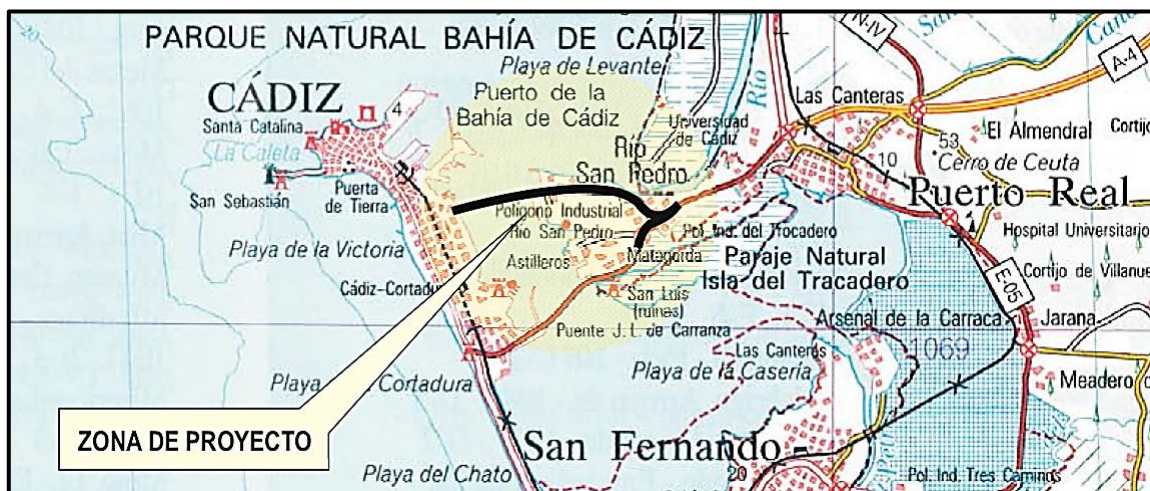 PARQUE NATURAL BAHÍA DE CÁDIZ
Playa de Levante
Puerto de la
Bahía de Cádiz
CÁDIZ
4
Santa Catalina
La Caleta
San Sebastián
Puerta
de Tierra
Playa de la Victoria
Cádiz-Cortadura
Universidad
de Cádiz
Río
San Pedro
Río
Polígono Industrial
Río San Pedro
Astilleros
Matagorda
Pol. Ind. del Trocadero
San Luis
(ruinas)
Puente J. L. de Carranza
Paraje Natural
Isla del Tracadero
N-IV
A-4
Las Canteras
El Almendral
Cortijo
53
Cerro de Ceuta
10
Puerto Real
Hospital Universitario
Cortijo de Villanue
E-05
Arsenal de la Carraca
Jarana
1069
Meadero
Las Canteras
Playa de la Casería
Cortadura
ZONA DE PROYECTO
San Fernando
20
Playa del Chato
Pol. Ind. Tres Caminos